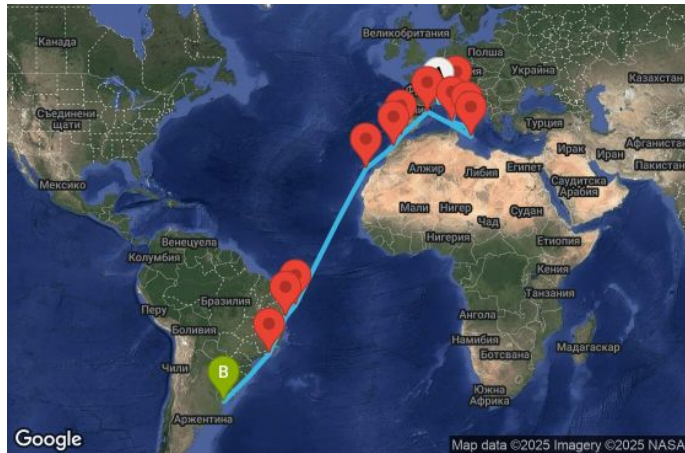 Канада
Великобритания
Полша
Украйна
Казахстан
Съединени
щати
Турция
Мексико
Алжир
Либия
Египет
Ирак
Иран
Афганистан
Пакистан
Саудитска
Арабия
Мали
Нигер
Чад
Судан
Нигерия
Етиопия
Венецуела
Колумбия
Кения
Танзания
Перу
Бразилия
Боливия
Ангола
Намибия
Ботсвана
Мадагаскар
Чили
Южна
Африка
B
Аржентина
Google
Map data ©2025 Imagery ©2025 NASA